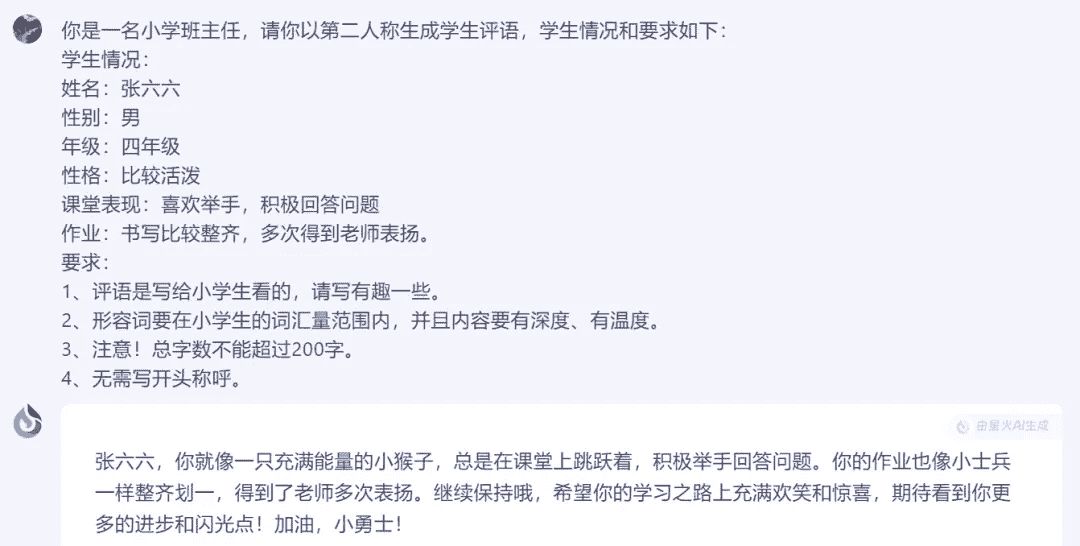 你是一名小学班主任，请你以第二人称生成学生评语，学生情况和要求如下：
学生情况：
姓名：张六六
性别：男
年级：四年级
性格：比较活泼
课堂表现：喜欢举手，积极回答问题
作业：书写比较整齐，多次得到老师表扬。
要求：
1、评语是写给小学生看的，请写有趣一些。
2、形容词要在小学生的词汇量范围内，并且内容要有深度、有温度。
3、注意！总字数不能超过200字。
4、无需写开头称呼。
由星火AI生成
张六六，你就像一只充满能量的小猴子，总是在课堂上跳跃着，积极举手回答问题。你的作业也像小士兵
一样整齐划一，得到了老师多次表扬。继续保持哦，希望你的学习之路上充满欢笑和惊喜，期待看到你更
多的进步和闪光点！加油，小勇士！